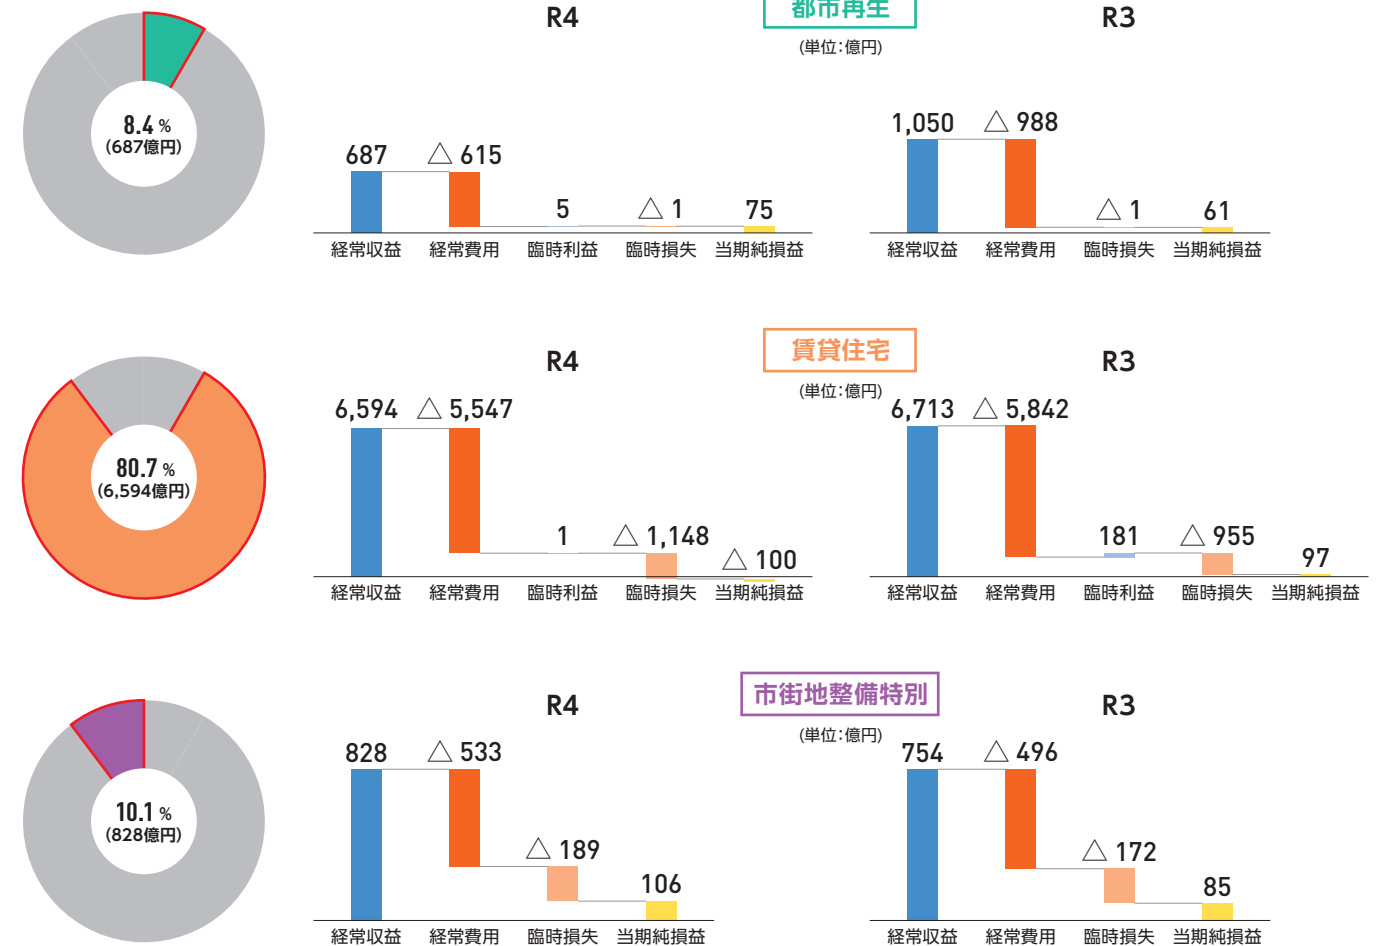 都市再生
(単位:億円)
8.4 %
(687億円)
R4
687 △ 615 5 △ 1 75
経常収益 経常費用 臨時利益 臨時損失 当期純損益
R3
1,050 △ 988 △ 1 61
経常収益 経常費用 臨時損失 当期純損益
賃貸住宅
(単位:億円)
80.7 %
(6,594億円)
R4
6,594 △ 5,547 1 △ 1,148 △ 100
経常収益 経常費用 臨時利益 臨時損失 当期純損益
R3
6,713 △ 5,842 181 △ 955 97
経常収益 経常費用 臨時利益 臨時損失 当期純損益
市街地整備特別
(単位:億円)
10.1 %
(828億円)
R4
828 △ 533 △ 189 106
経常収益 経常費用 臨時損失 当期純損益
R3
754 △ 496 △ 172 85
経常収益 経常費用 臨時損失 当期純損益